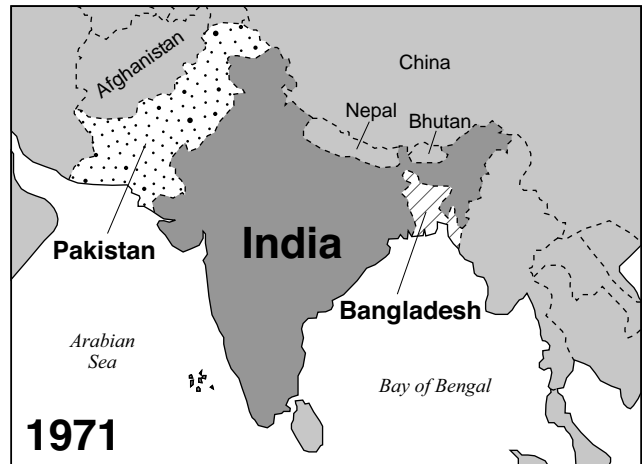 Afghanistan
China
Nepal
Bhutan
Pakistan
India
Bangladesh
Arabian
Sea
Bay of Bengal
1971